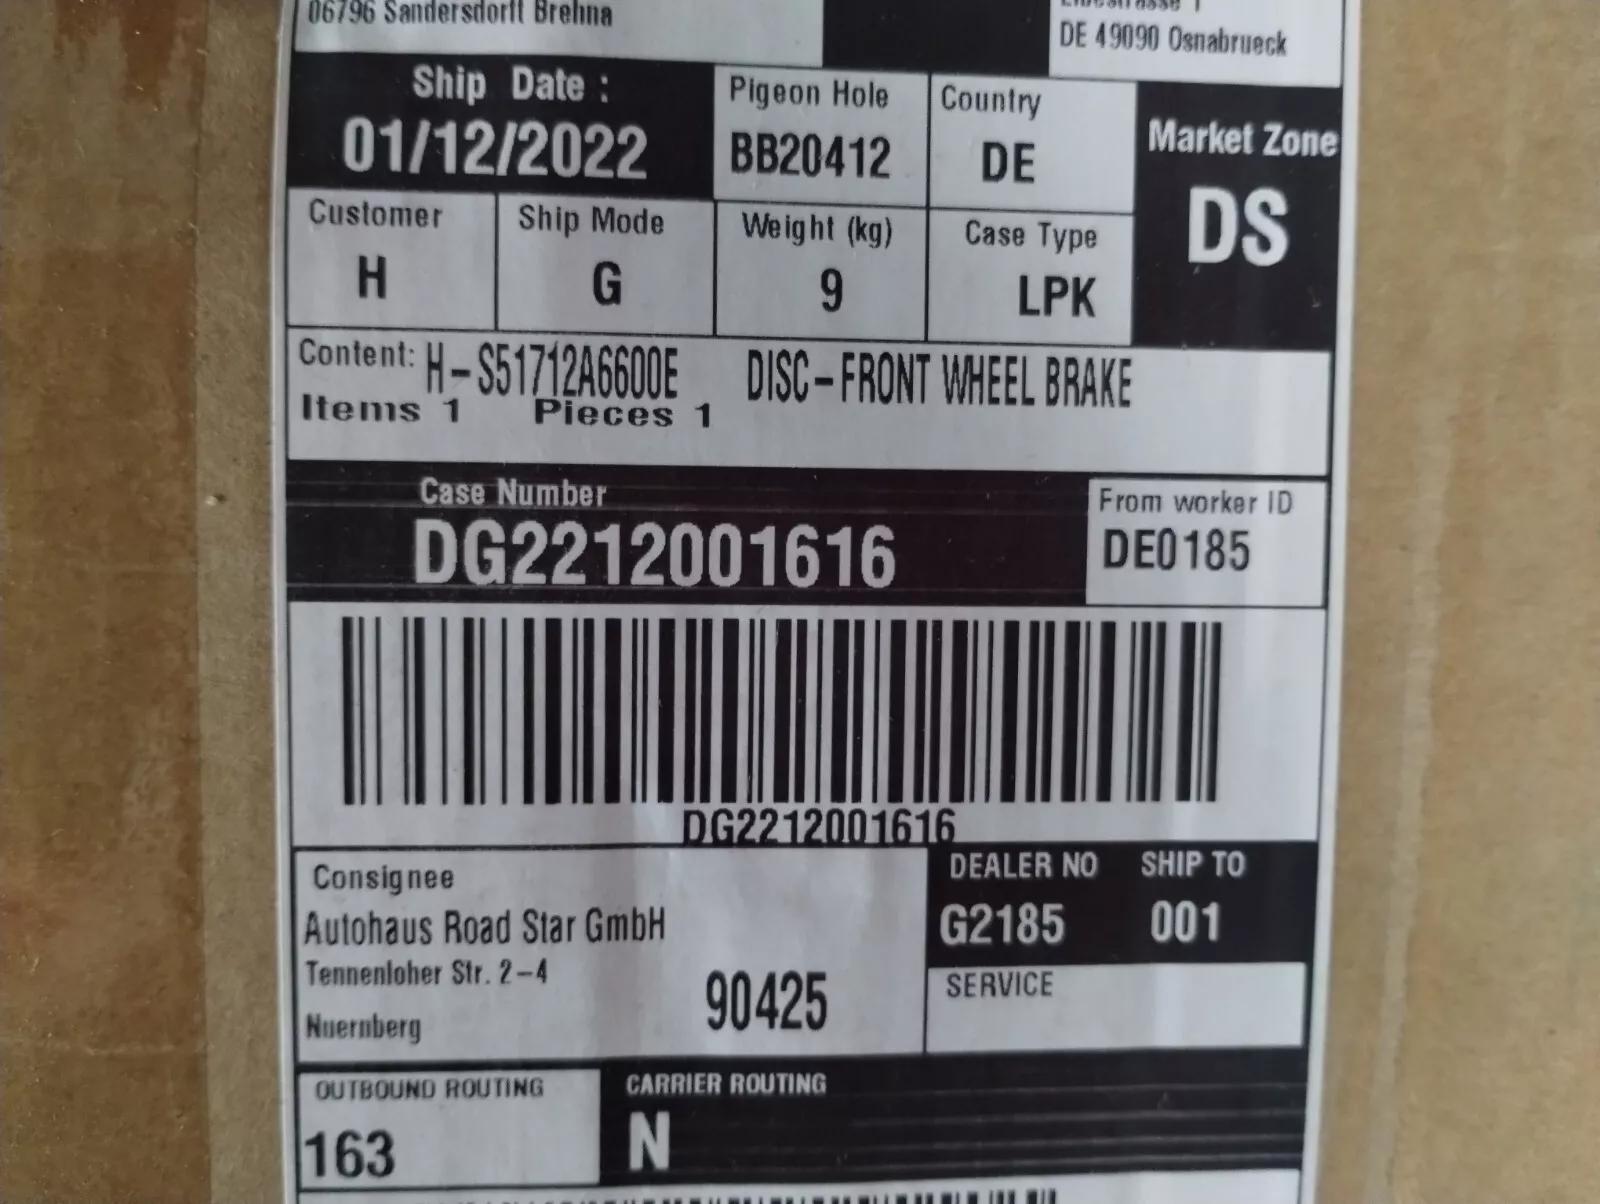 06796 Sandersdorft Brehna
DE 49090 Osnabrueck
Ship Date :
01/12/2022
Pigeon Hole
BB20412
Country
DE
Market Zone
DS
Customer
H
Ship Mode
G
Weight (kg)
9
Case Type
LPK
Content: H-S51712A6600E DISC-FRONT WHEEL BRAKE
Items 1 Pieces 1
Case Number
DG2212001616
From worker ID
DE0185
DG2212001616
Consignee
Autohaus Road Star GmbH
Tennenloher Str. 2-4
90425
Nuernberg
DEALER NO SHIP TO
G2185 001
SERVICE
OUTBOUND ROUTING
163
CARRIER ROUTING
N